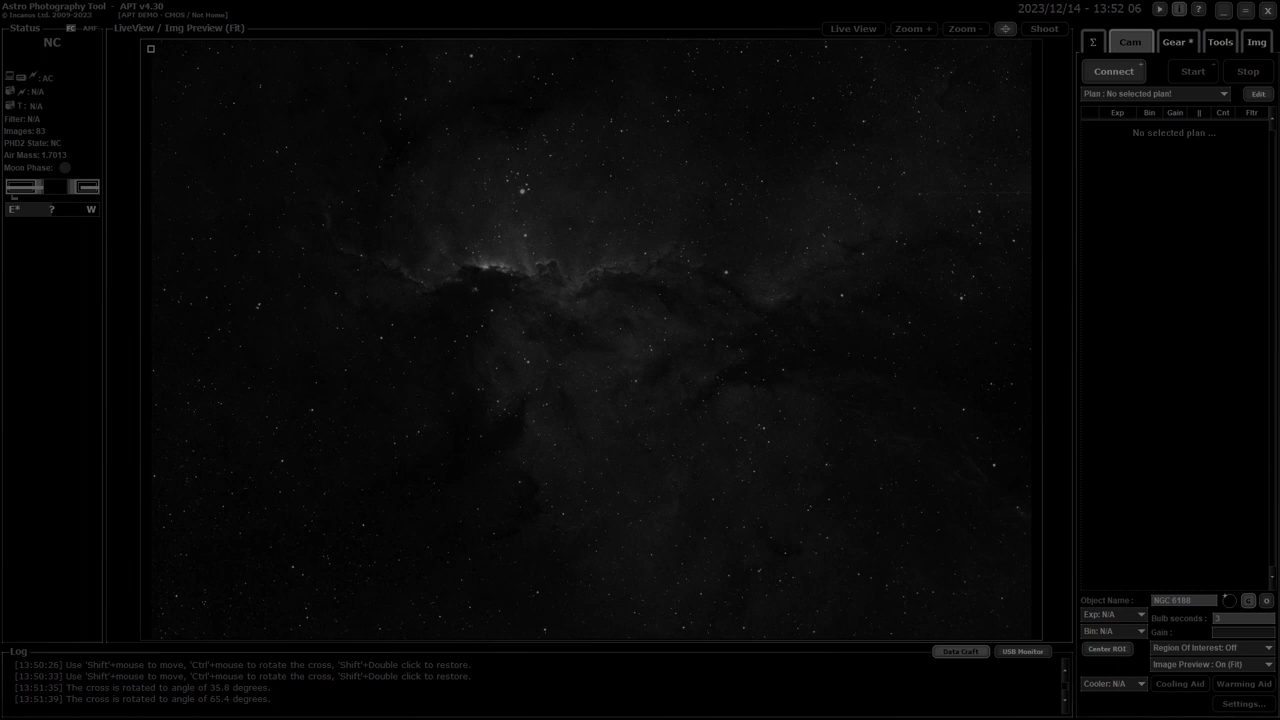 Astro Photography Tool - APT v4.30
© Incanus Ltd. 2009-2023 [APT DEMO - CMOS / Not Home]
2023/12/14 - 13:52 06
i ? _ = X
Status
AMF
NC
: AC
: N/A
T : N/A
Filter: N/A
Images: 83
PHD2 State: NC
Air Mass: 1.7013
Moon Phase:
E* ? W
LiveView / Img Preview (Fit)
Live View Zoom + Zoom - Shoot
Σ Cam Gear * Tools Img
Connect Start Stop
Plan : No selected plan! Edit
Exp Bin Gain || Cnt Fltr
No selected plan ...
Object Name : NGC 6188
Exp: N/A Bulb seconds : 3
Bin: N/A Gain :
Center ROI Region Of Interest: Off
Image Preview : On (Fit)
Cooler: N/A Cooling Aid Warming Aid
Settings...
Log Data Craft USB Monitor
[13:50:26] Use 'Shift'+mouse to move, 'Ctrl'+mouse to rotate the cross, 'Shift'+Double click to restore.
[13:50:33] Use 'Shift'+mouse to move, 'Ctrl'+mouse to rotate the cross, 'Shift'+Double click to restore.
[13:51:35] The cross is rotated to angle of 35.8 degrees.
[13:51:39] The cross is rotated to angle of 65.4 degrees.